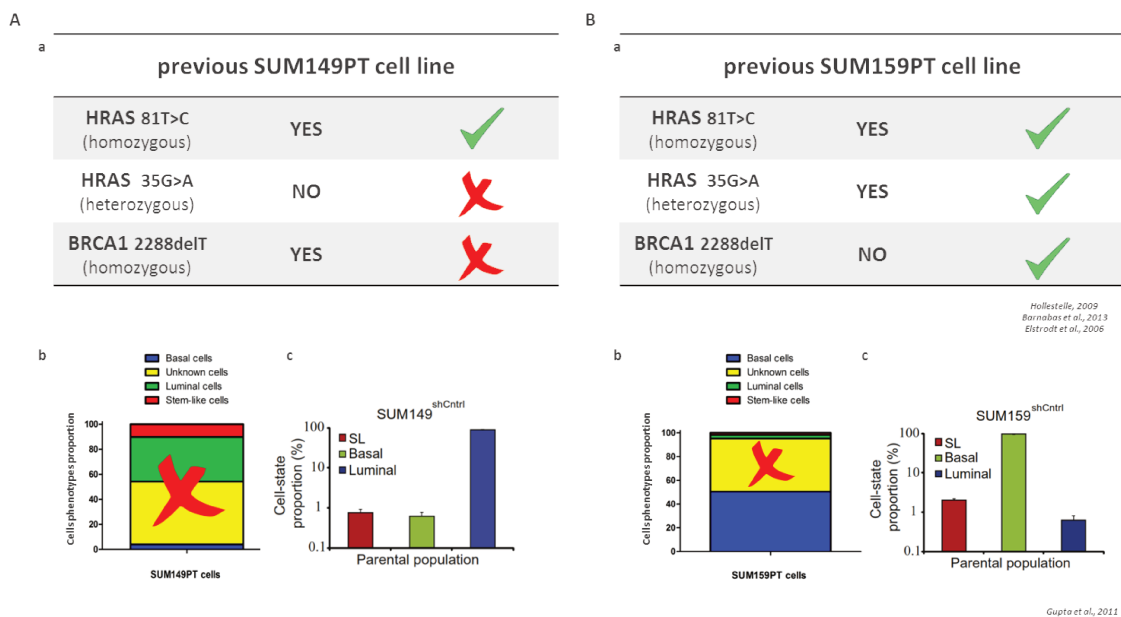 A
a
previous SUM149PT cell line
HRAS 81T>C
(homozygous)
YES
HRAS 35G>A
(heterozygous)
NO
BRCA1 2288delT
(homozygous)
YES
b
Basal cells
Unknown cells
Luminal cells
Stem-like cells
Cells phenotypes proportion
100
80
60
40
20
0
SUM149PT cells
c
SUM149shCntrl
SL
Basal
Luminal
Cell-state
proportion (%)
100
10
1
0.1
Parental population
B
a
previous SUM159PT cell line
HRAS 81T>C
(homozygous)
YES
HRAS 35G>A
(heterozygous)
YES
BRCA1 2288delT
(homozygous)
NO
Hollestelle, 2009
Barnabas et al., 2013
Elstrodt et al., 2006
b
Basal cells
Unknown cells
Luminal cells
Stem-like cells
Cells phenotypes proportion
100
80
60
40
20
0
SUM159PT cells
c
SUM159shCntrl
SL
Basal
Luminal
Cell-state
proportion (%)
100
10
1
0.1
Parental population
Gupta et al., 2011